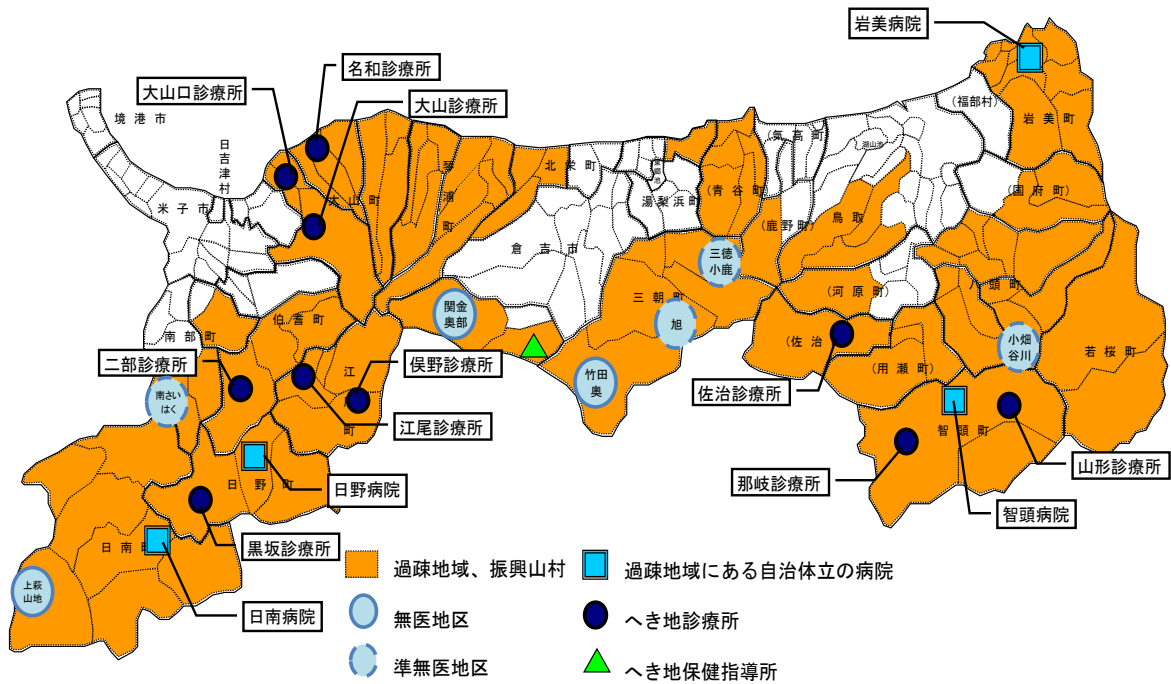 岩美病院
名和診療所
大山口診療所
大山診療所
境港市
日吉津村
米子市
大山町
琴浦町
北栄町
湯梨浜町
倉吉市
(青谷町)
(気高町)
(鹿野町)
湖山池
鳥取
(福部村)
岩美町
(国府町)
八頭町
(河原町)
三徳
小鹿
三朝町
旭
関金
奥部
竹田
奥
(佐治
(用瀬町)
小畑
谷川
若桜町
智頭町
伯耆町
南部町
二部診療所
俣野診療所
江府町
南さい
はく
江尾診療所
佐治診療所
那岐診療所
山形診療所
智頭病院
日野町
日野病院
黒坂診療所
日南町
上萩
山地
日南病院
過疎地域、振興山村
過疎地域にある自治体立の病院
無医地区
へき地診療所
準無医地区
へき地保健指導所